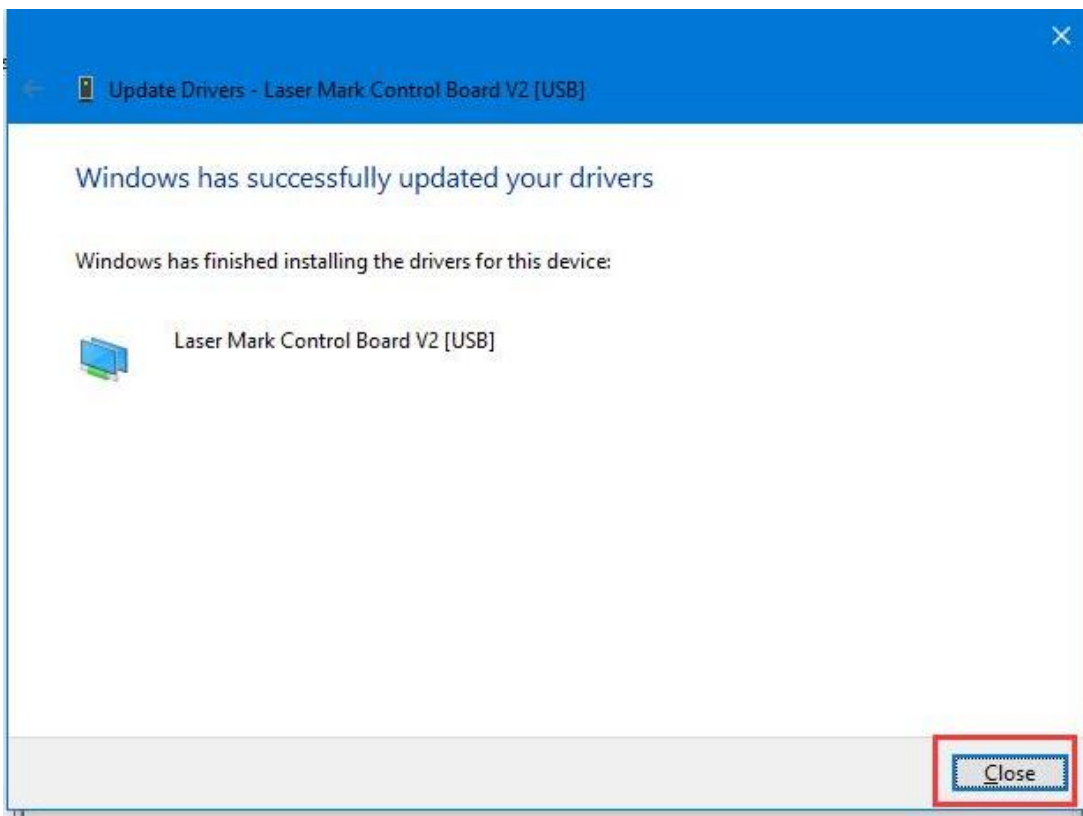 Update Drivers - Laser Mark Control Board V2 [USB]
Windows has successfully updated your drivers
Windows has finished installing the drivers for this device:
Laser Mark Control Board V2 [USB]
Close